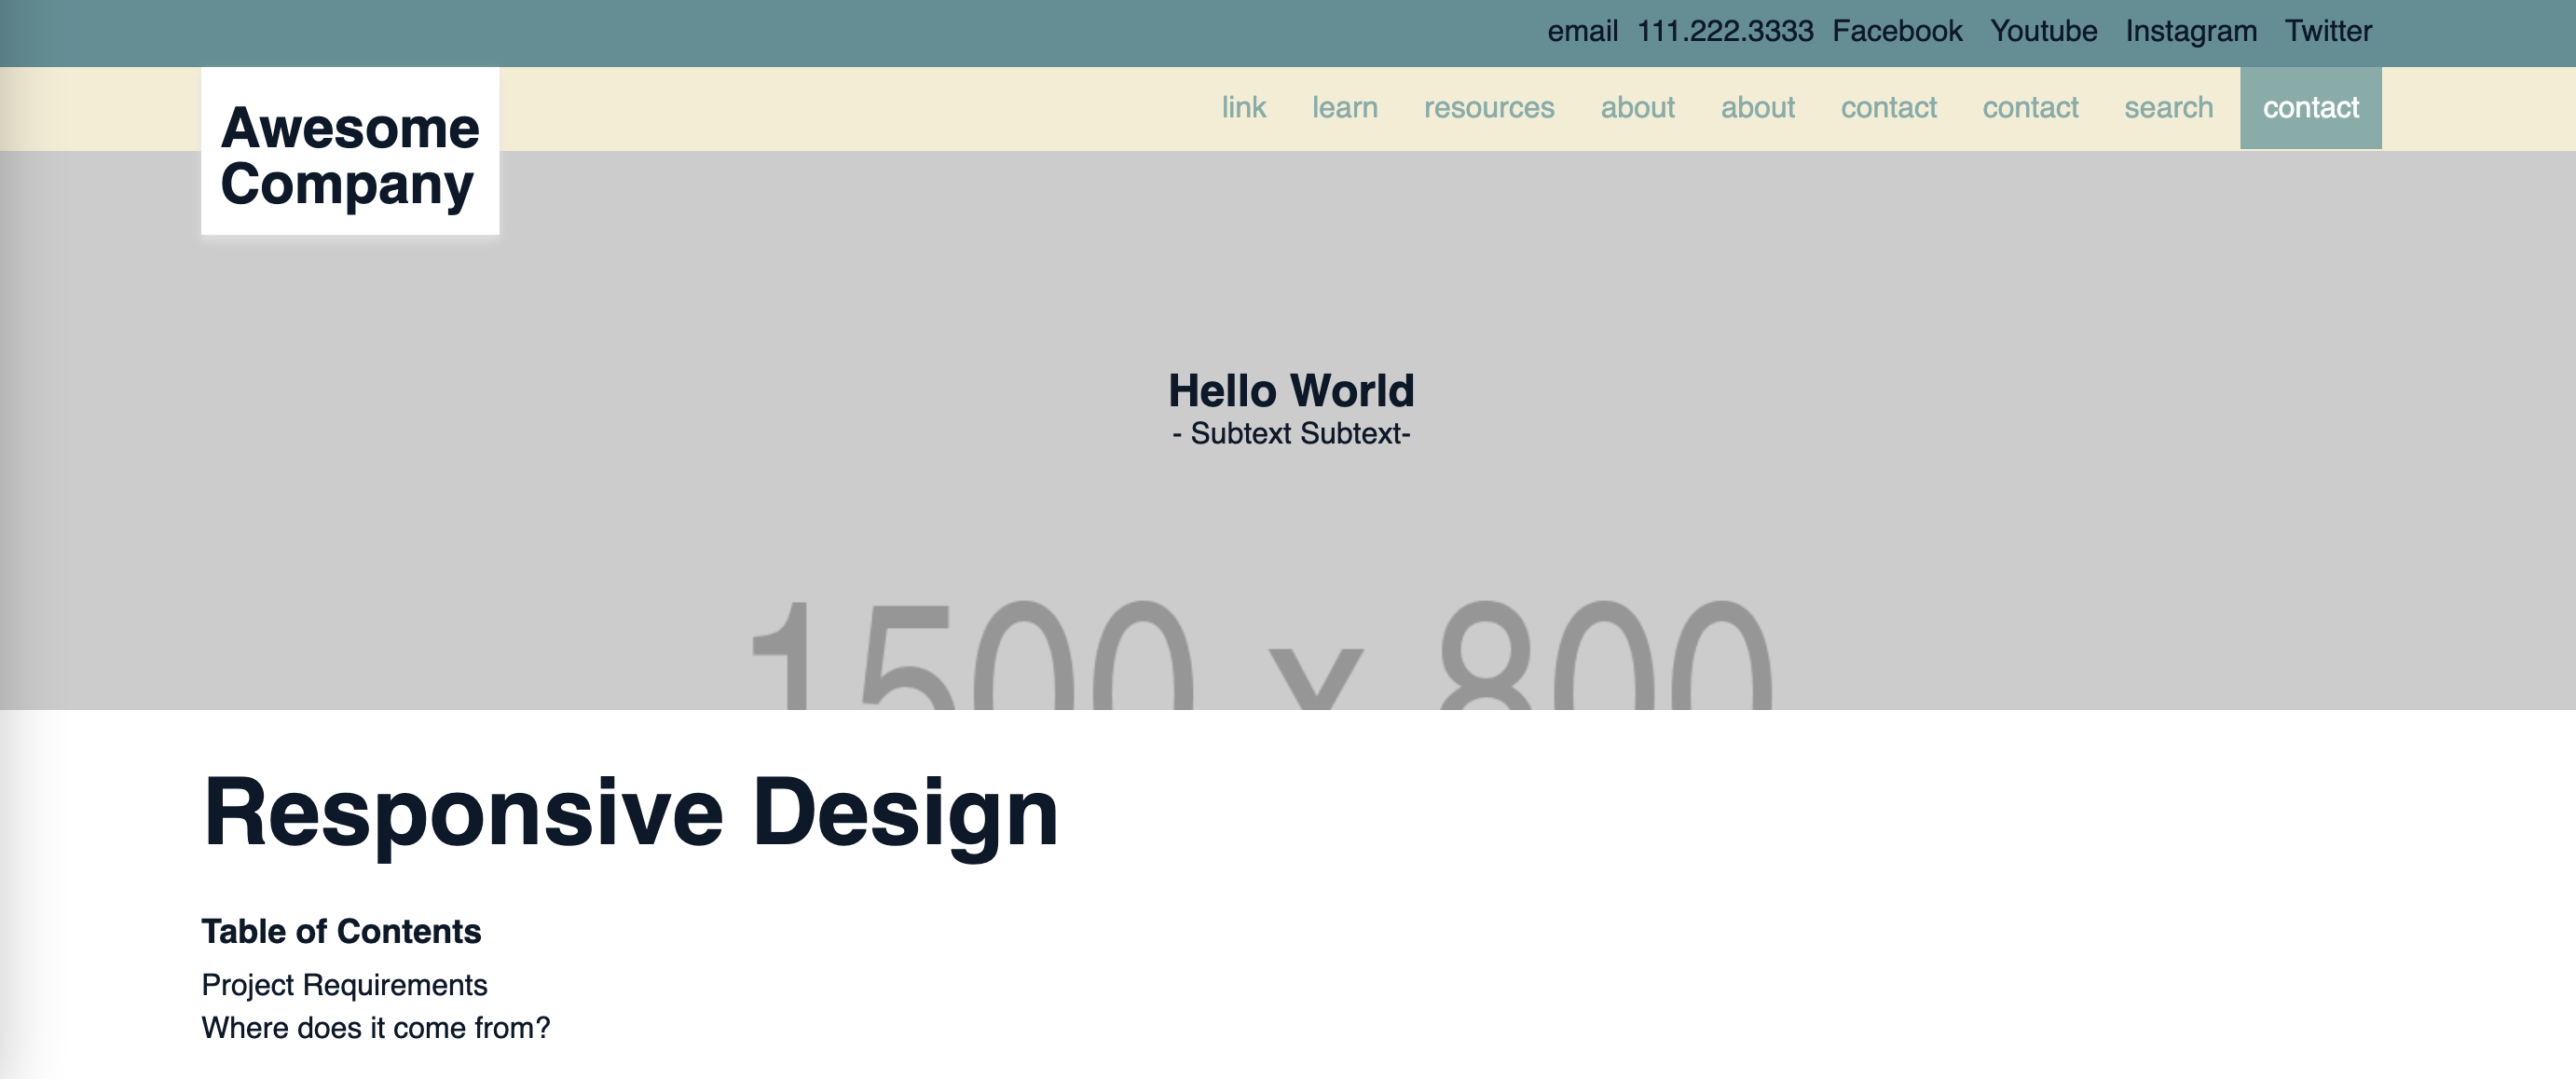 email 111.222.3333 Facebook Youtube Instagram Twitter
Awesome
Company
link learn resources about about contact contact search contact
Hello World
- Subtext Subtext-
1500 x 800
Responsive Design
Table of Contents
Project Requirements
Where does it come from?